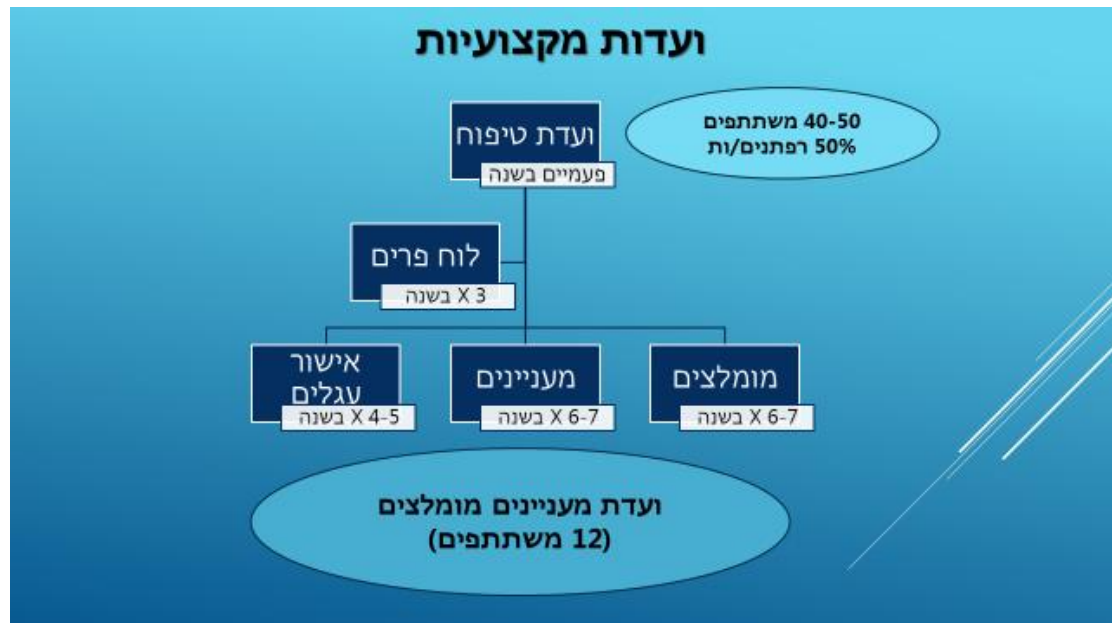 ועדות מקצועיות
40-50 משתתפים
50% רפתנים/ות
ועדת טיפוח
פעמיים בשנה
לוח פרים
3 X בשנה
מומלצים
6-7 X בשנה
מעניינים
6-7 X בשנה
אישור
עגלים
4-5 X בשנה
ועדת מעניינים מומלצים
(12 משתתפים)